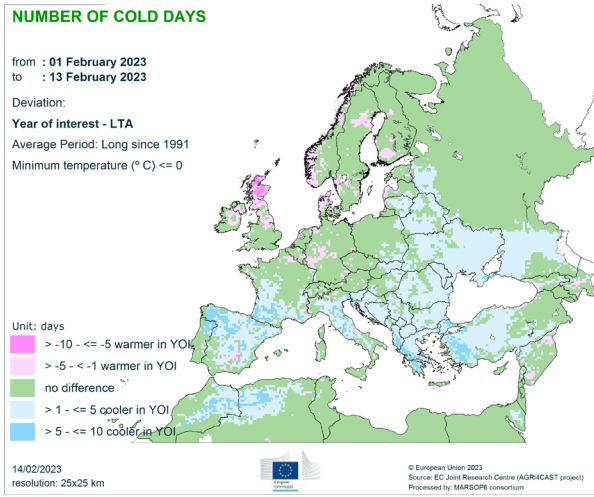 NUMBER OF COLD DAYS
from : 01 February 2023
to : 13 February 2023
Deviation:
Year of interest - LTA
Average Period: Long since 1991
Minimum temperature (º C) <= 0
Unit: days
> -10 - <= -5 warmer in YOI
> -5 - < -1 warmer in YOI
no difference
> 1 - <= 5 cooler in YOI
> 5 - <= 10 cooler in YOI
14/02/2023
resolution: 25x25 km
European
Commission
© European Union 2023
Source: EC Joint Research Centre (AGRI4CAST project)
Processed by: MARSOP6 consortium